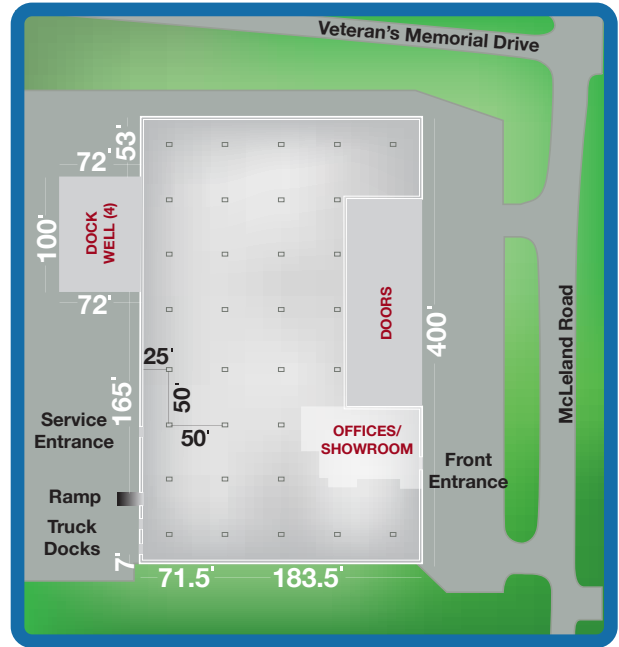 Veteran's Memorial Drive
53'
72'
DOCK
WELL (4)
100'
72'
DOORS
400'
McLeland Road
25'
165'
50'
50'
Service
Entrance
OFFICES/
SHOWROOM
Front
Entrance
Ramp
Truck
Docks
7'
71.5'
183.5'